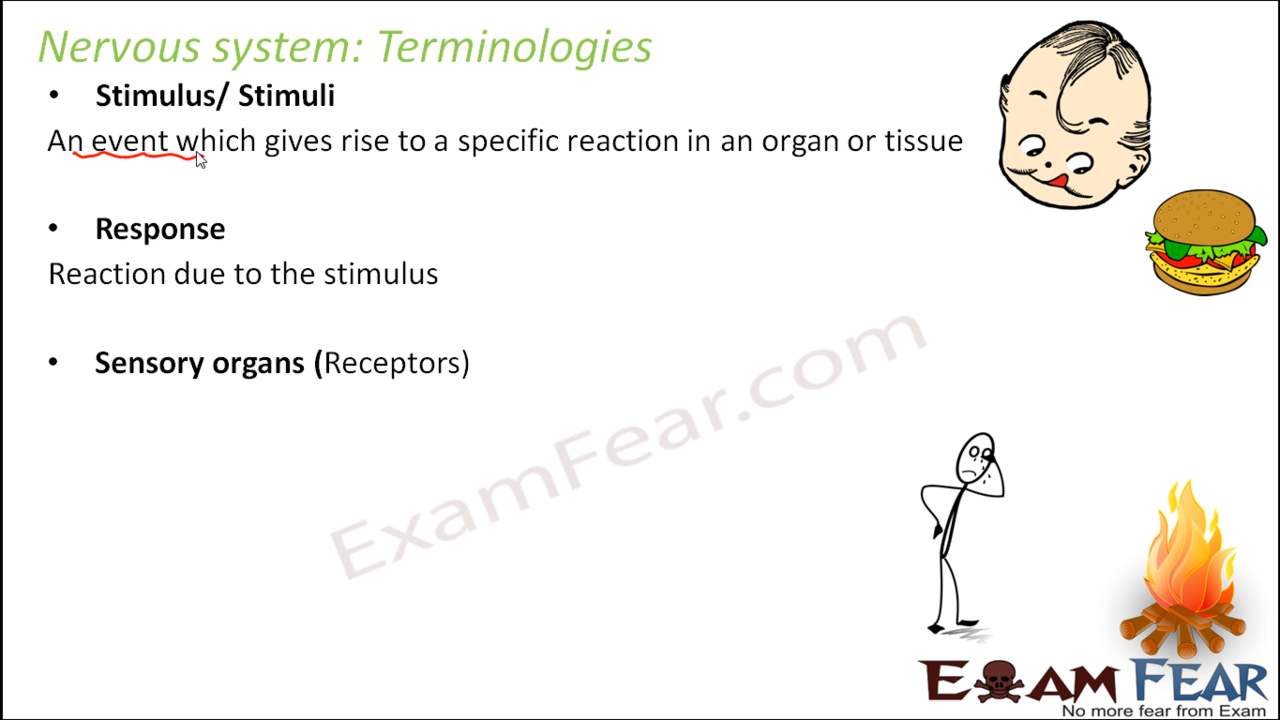 Nervous system: Terminologies
• Stimulus/ Stimuli
An event which gives rise to a specific reaction in an organ or tissue
• Response
Reaction due to the stimulus
• Sensory organs (Receptors)
ExamFear.com
EXAM FEAR
No more fear from Exam